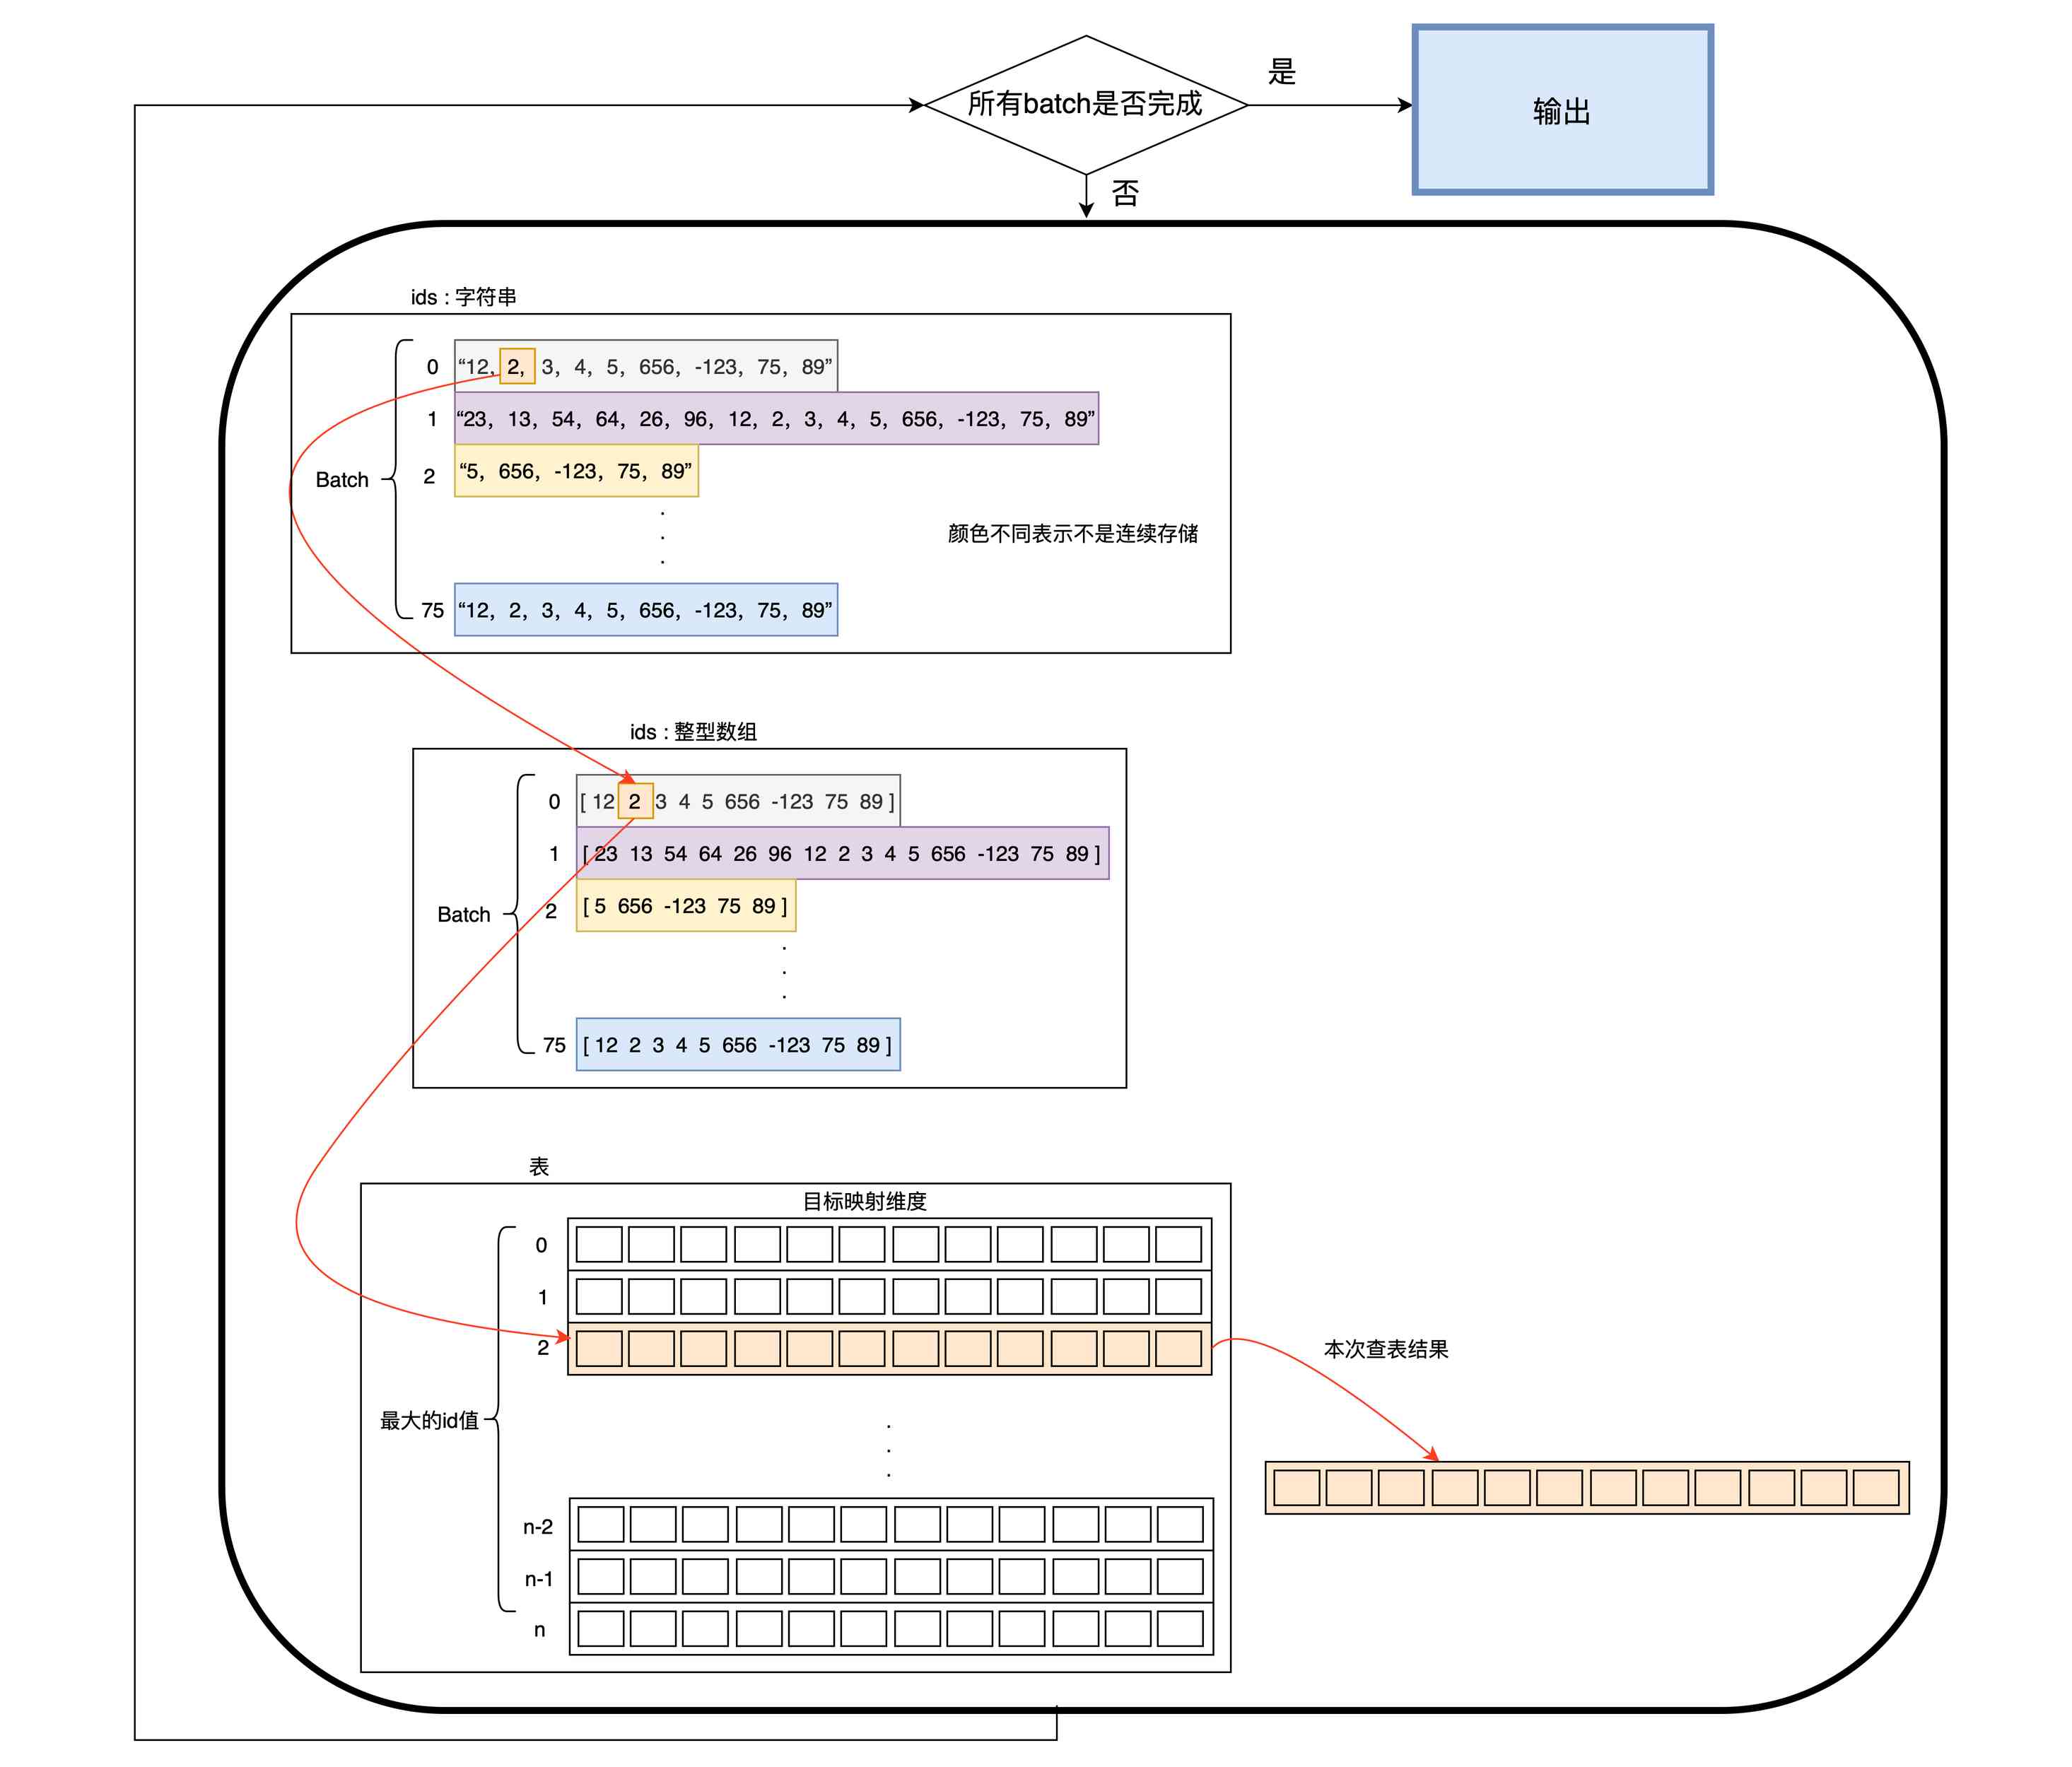 是
所有batch是否完成
输出
否
ids : 字符串
0
“12, 2, 3, 4, 5, 656, -123, 75, 89”
1
“23, 13, 54, 64, 26, 96, 12, 2, 3, 4, 5, 656, -123, 75, 89”
Batch
2
“5, 656, -123, 75, 89”
.
.
.
颜色不同表示不是连续存储
75
“12, 2, 3, 4, 5, 656, -123, 75, 89”
ids : 整型数组
0
[ 12 2 3 4 5 656 -123 75 89 ]
1
[ 23 13 54 64 26 96 12 2 3 4 5 656 -123 75 89 ]
Batch
2
[ 5 656 -123 75 89 ]
.
.
.
75
[ 12 2 3 4 5 656 -123 75 89 ]
表
目标映射维度
0
1
2
本次查表结果
最大的id值
.
.
.
n-2
n-1
n